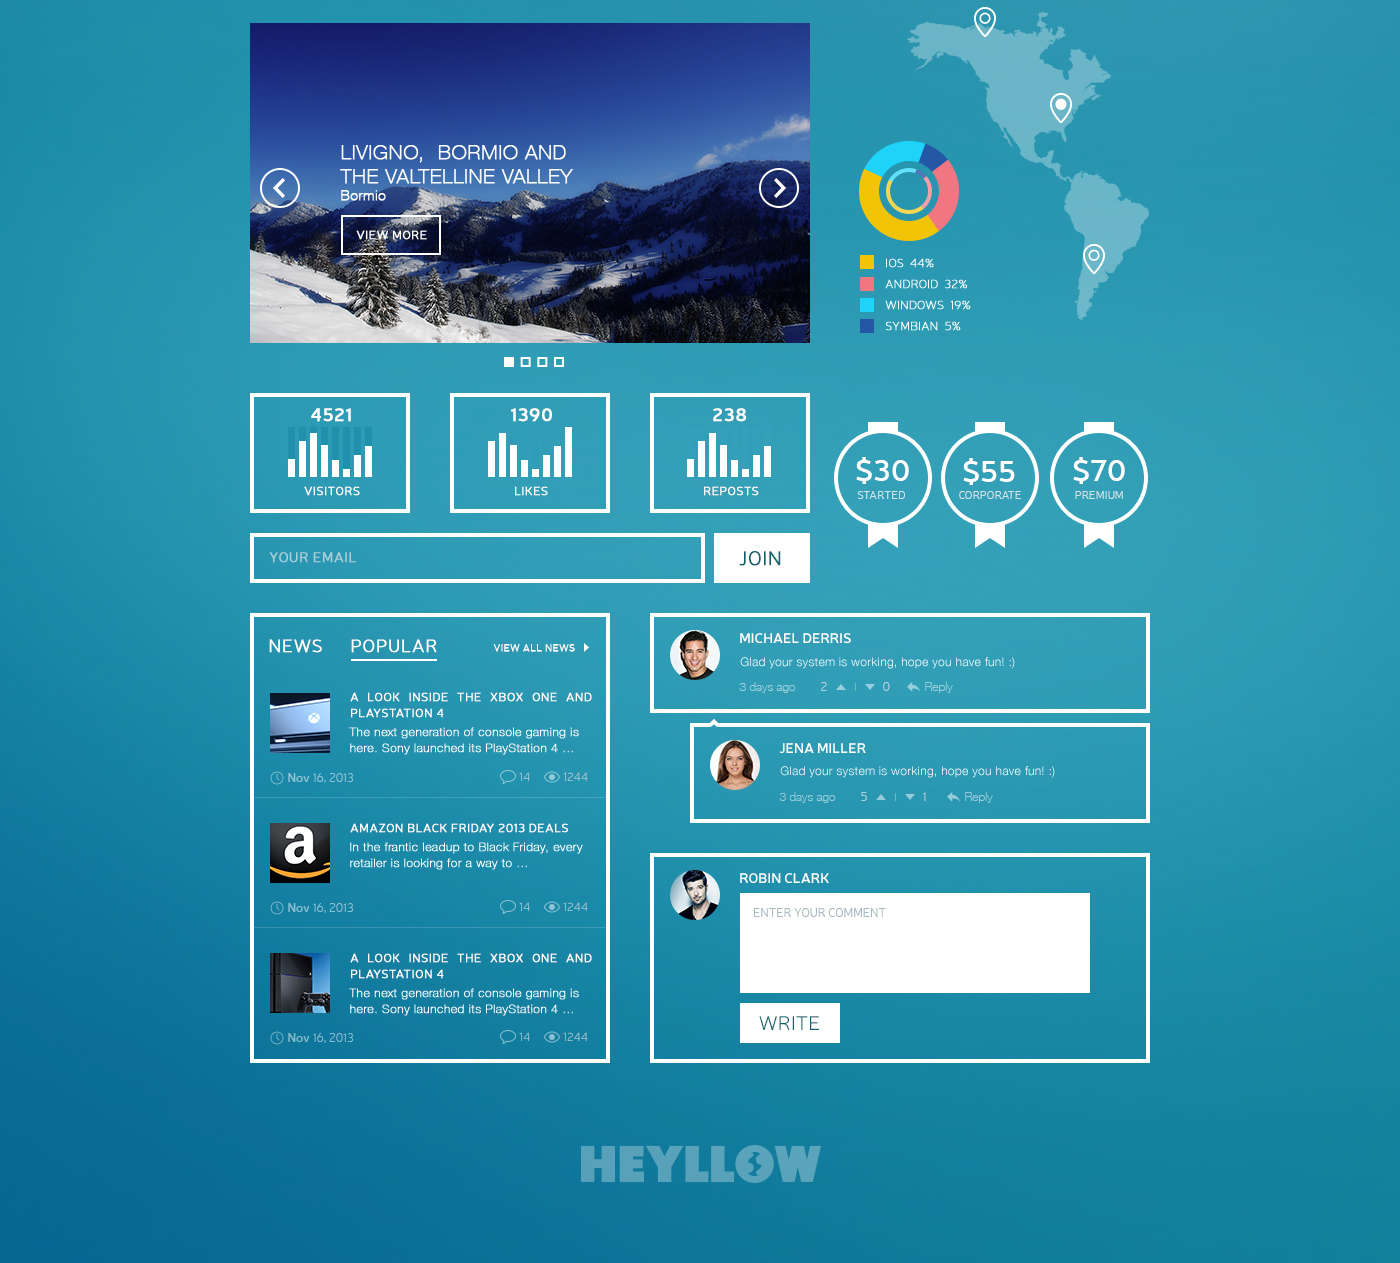 LIVIGNO, BORMIO AND
THE VALTELLINE VALLEY
Bormio
VIEW MORE
IOS 44%
ANDROID 32%
WINDOWS 19%
SYMBIAN 5%
4521
VISITORS
1390
LIKES
238
REPOSTS
$30
STARTED
$55
CORPORATE
$70
PREMIUM
YOUR EMAIL
JOIN
NEWS POPULAR VIEW ALL NEWS
A LOOK INSIDE THE XBOX ONE AND
PLAYSTATION 4
The next generation of console gaming is
here. Sony launched its PlayStation 4 ...
Nov 16, 2013 14 1244
a
AMAZON BLACK FRIDAY 2013 DEALS
In the frantic leadup to Black Friday, every
retailer is looking for a way to ...
Nov 16, 2013 14 1244
A LOOK INSIDE THE XBOX ONE AND
PLAYSTATION 4
The next generation of console gaming is
here. Sony launched its PlayStation 4 ...
Nov 16, 2013 14 1244
MICHAEL DERRIS
Glad your system is working, hope you have fun! :)
3 days ago 2 | 0 Reply
JENA MILLER
Glad your system is working, hope you have fun! :)
3 days ago 5 | 1 Reply
ROBIN CLARK
ENTER YOUR COMMENT
WRITE
HEYLLOW